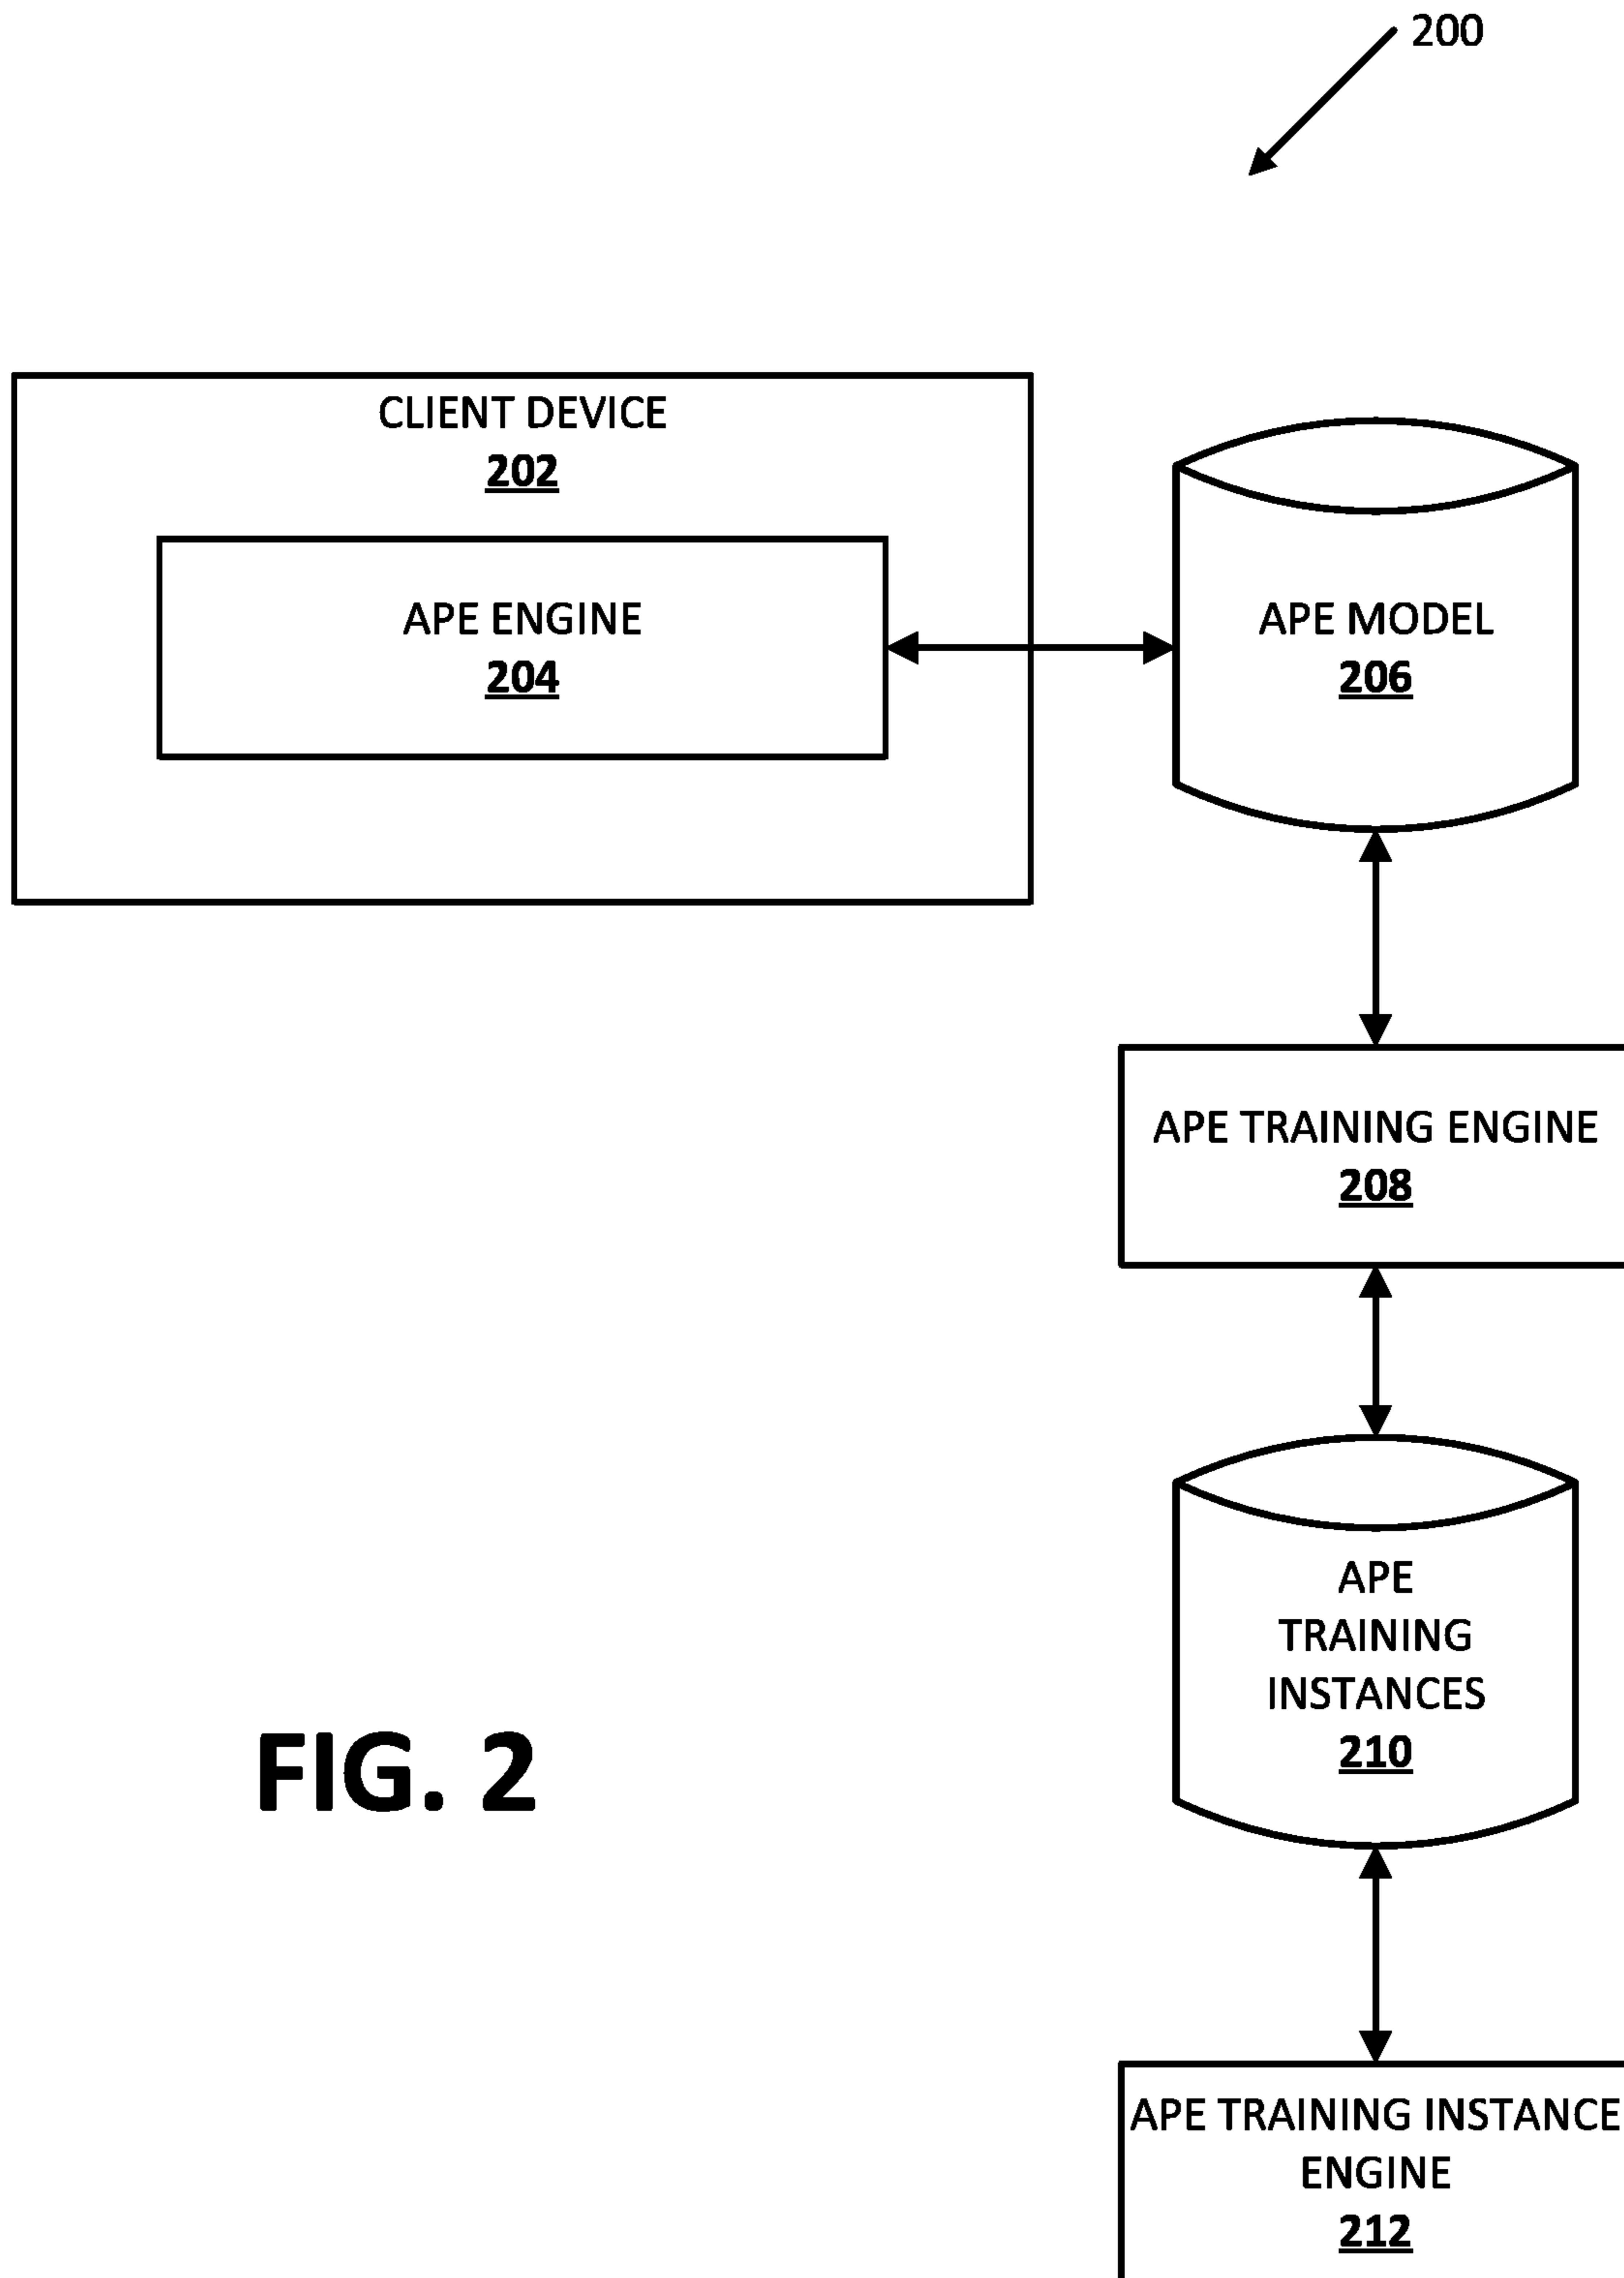 200
CLIENT DEVICE
202
APE ENGINE
204
APE MODEL
206
APE TRAINING ENGINE
208
APE
TRAINING
INSTANCES
210
FIG. 2
APE TRAINING INSTANCE
ENGINE
212